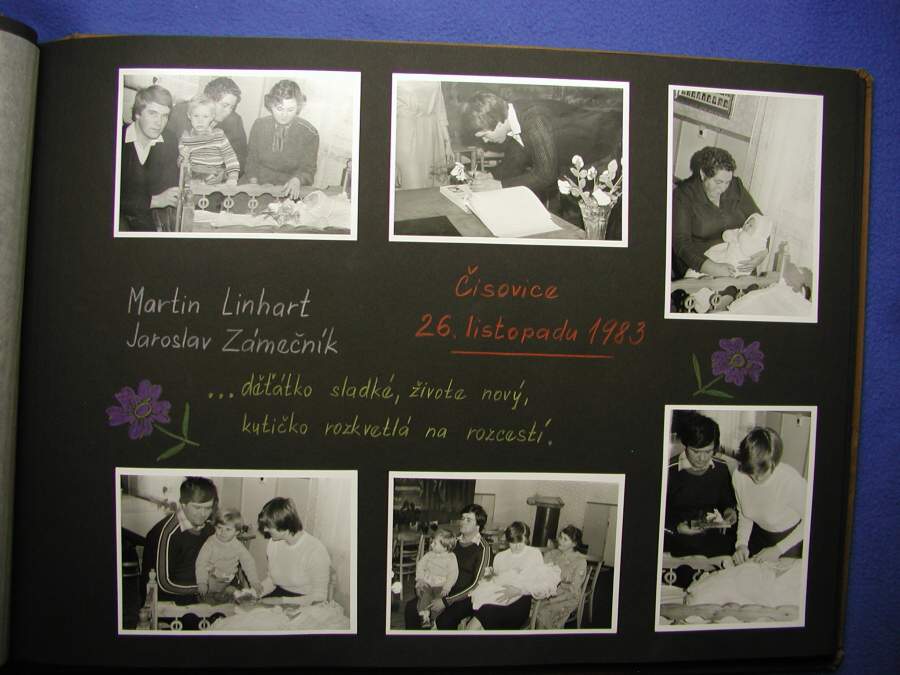 Martin Linhart
Jaroslav Zámečník
Čisovice
26. listopadu 1983
...děťátko sladké, živote nový,
kytičko rozkvetlá na rozcestí.